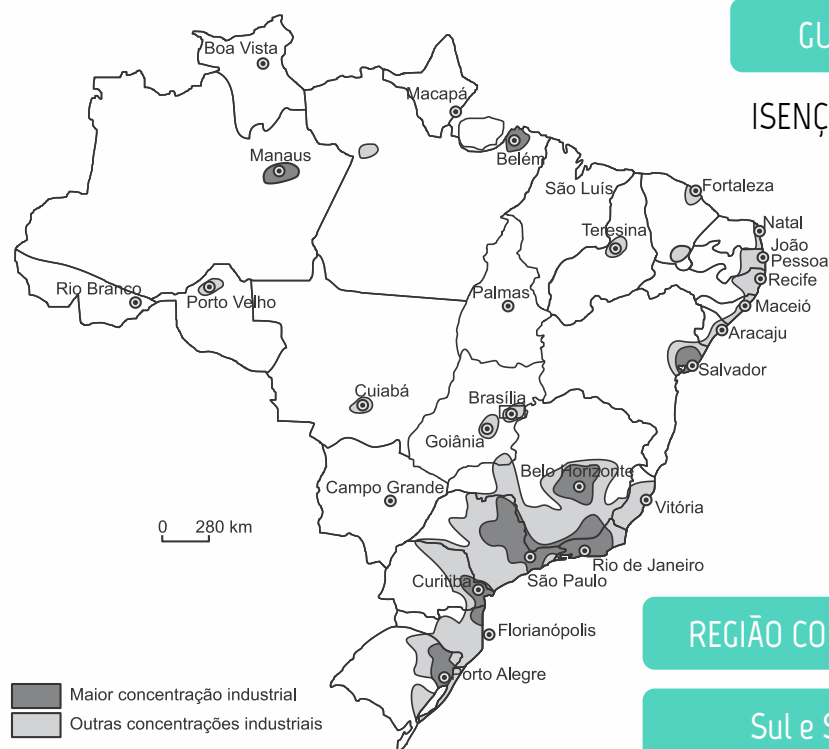 GU
Boa Vista
Macapá
ISENÇ
Manaus
Belém
São Luís
Fortaleza
Teresina
Natal
João
Pessoa
Rio Branco
Porto Velho
Palmas
Recife
Maceió
Aracaju
Salvador
Cuiabá
Brasília
Goiânia
Belo Horizonte
Campo Grande
Vitória
0 280 km
Rio de Janeiro
São Paulo
Curitiba
Florianópolis
REGIÃO CO
Porto Alegre
Maior concentração industrial
Outras concentrações industriais
Sul e S